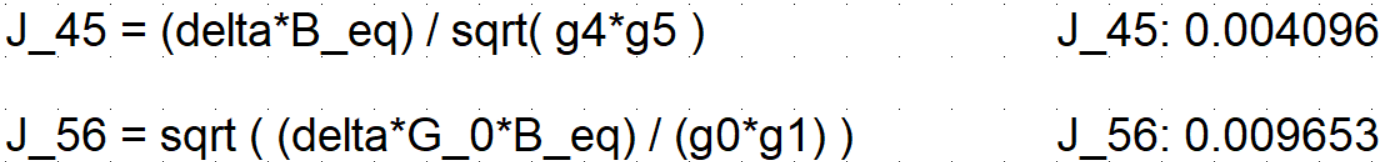 J_45 = (delta*B_eq) / sqrt( g4*g5 ) J_45: 0.004096
J_56 = sqrt ( (delta*G_0*B_eq) / (g0*g1) ) J_56: 0.009653